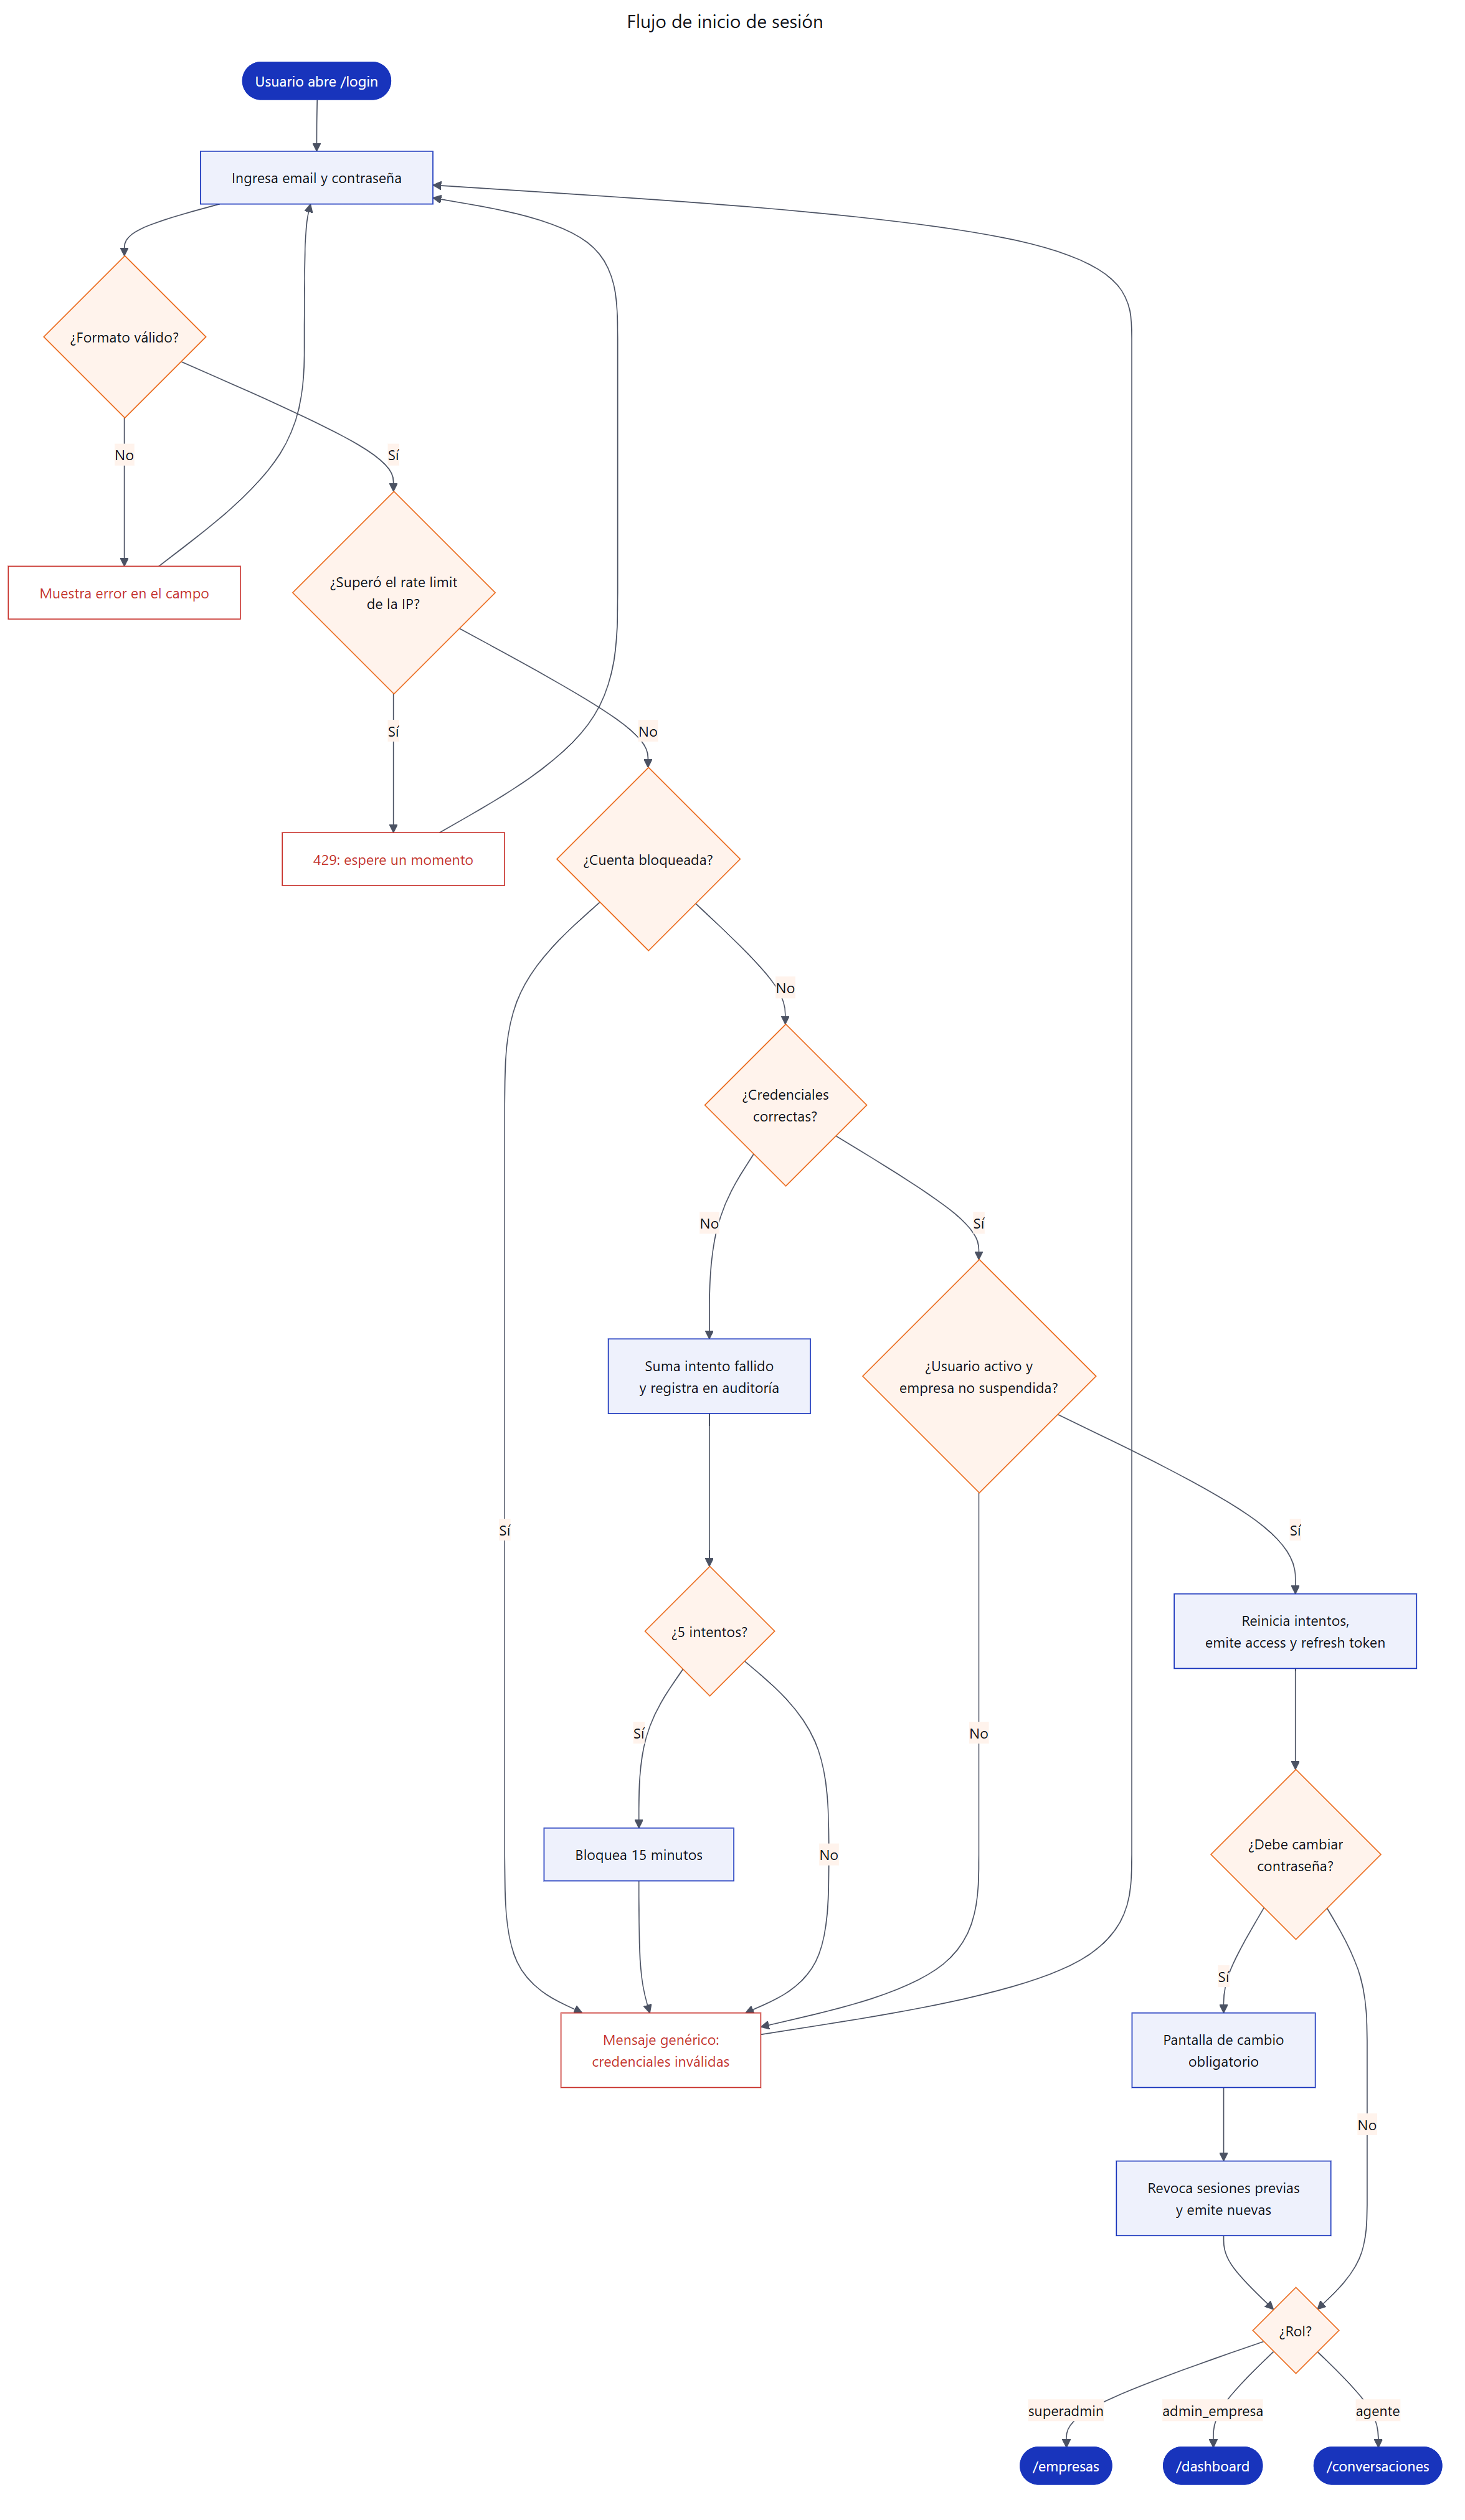 Flujo de inicio de sesión
Usuario abre /login
Ingresa email y contraseña
¿Formato válido?
No
Sí
Muestra error en el campo
¿Superó el rate limit
de la IP?
Sí
No
429: espere un momento
¿Cuenta bloqueada?
No
¿Credenciales
correctas?
No
Sí
Suma intento fallido
y registra en auditoría
¿Usuario activo y
empresa no suspendida?
Sí
Sí
¿5 intentos?
Reinicia intentos,
emite access y refresh token
Sí
No
Bloquea 15 minutos
No
¿Debe cambiar
contraseña?
Sí
Mensaje genérico:
credenciales inválidas
Pantalla de cambio
obligatorio
No
Revoca sesiones previas
y emite nuevas
¿Rol?
superadmin
admin_empresa
agente
/empresas
/dashboard
/conversaciones